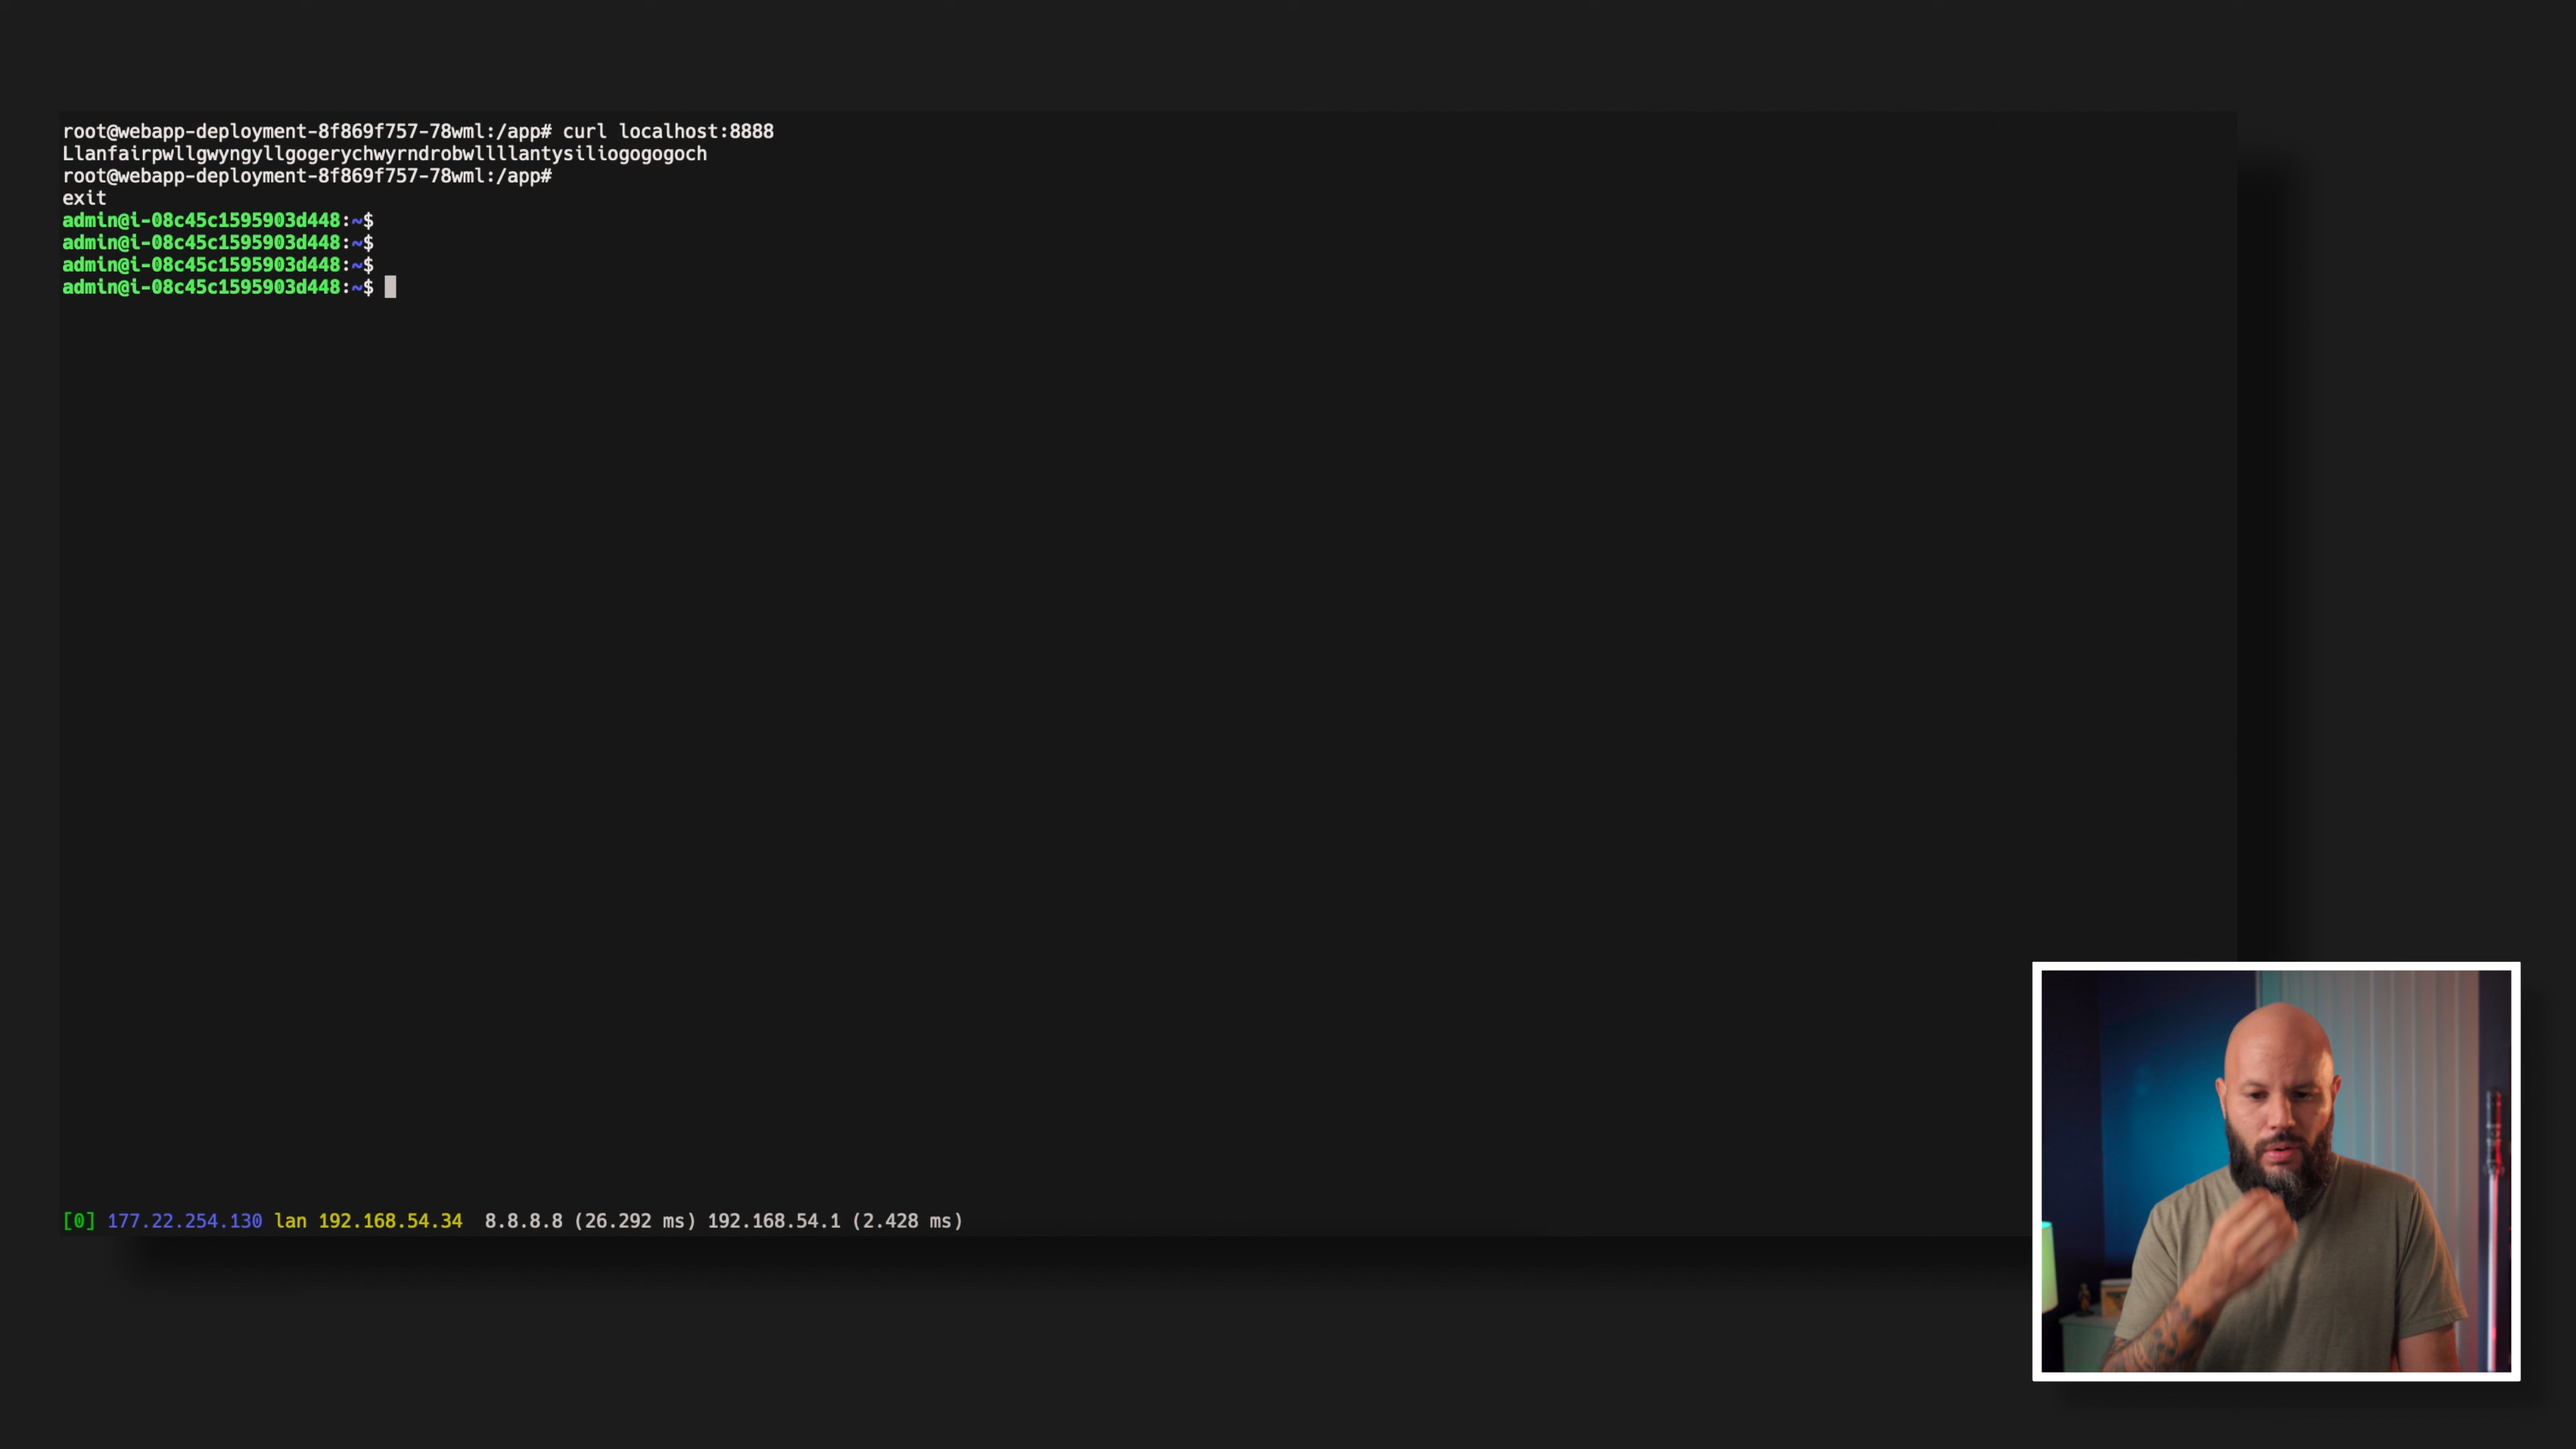 root@webapp-deployment-8f869f757-78wml:/app# curl localhost:8888
Llanfairpwllgwyngyllgogerychwyrndrobwllllantysiliogogogoch
root@webapp-deployment-8f869f757-78wml:/app#
exit
admin@i-08c45c1595903d448:~$
admin@i-08c45c1595903d448:~$
admin@i-08c45c1595903d448:~$
admin@i-08c45c1595903d448:~$
[0] 177.22.254.130 lan 192.168.54.34 8.8.8.8 (26.292 ms) 192.168.54.1 (2.428 ms)